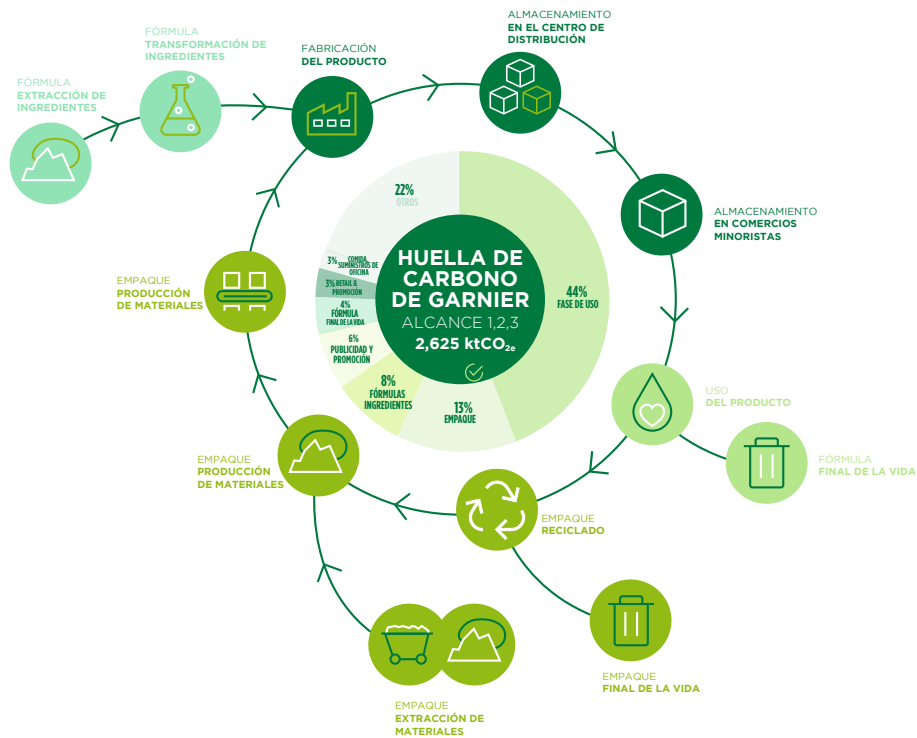 ALMACENAMIENTO
EN EL CENTRO DE
DISTRIBUCIÓN
FÓRMULA
TRANSFORMACIÓN DE
INGREDIENTES
FABRICACIÓN
DEL PRODUCTO
FÓRMULA
EXTRACCIÓN DE
INGREDIENTES
ALMACENAMIENTO
EN COMERCIOS
MINORISTAS
22%
OTROS
3% COMIDA,
SUMINISTROS DE
OFICINA
3% RETAIL &
PROMOCIÓN
4%
FÓRMULA
FINAL DE LA VIDA
6%
PUBLICIDAD Y
PROMOCIÓN
8%
FÓRMULAS
INGREDIENTES
13%
EMPAQUE
44%
FASE DE USO
HUELLA DE
CARBONO
DE GARNIER
ALCANCE 1,2,3
2,625 ktCO2e
EMPAQUE
PRODUCCIÓN
DE MATERIALES
USO
DEL PRODUCTO
FÓRMULA
FINAL DE LA VIDA
EMPAQUE
PRODUCCIÓN
DE MATERIALES
EMPAQUE
RECICLADO
EMPAQUE
FINAL DE LA VIDA
EMPAQUE
EXTRACCIÓN DE
MATERIALES